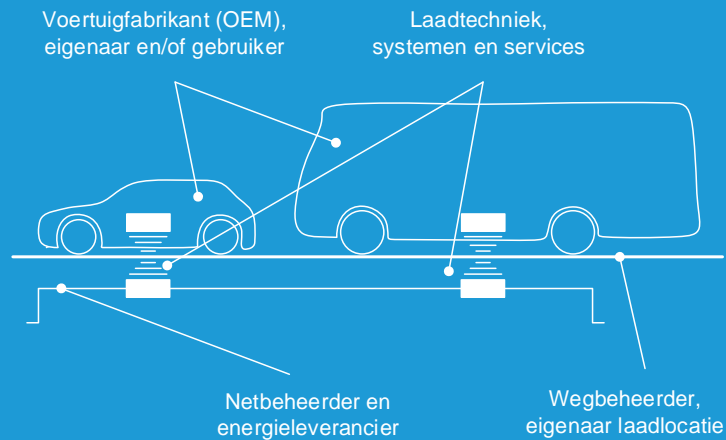 Voertuigfabrikant (OEM),
eigenaar en/of gebruiker
Laadtechniek,
systemen en services
Netbeheerder en
energieleverancier
Wegbeheerder,
eigenaar laadlocatie